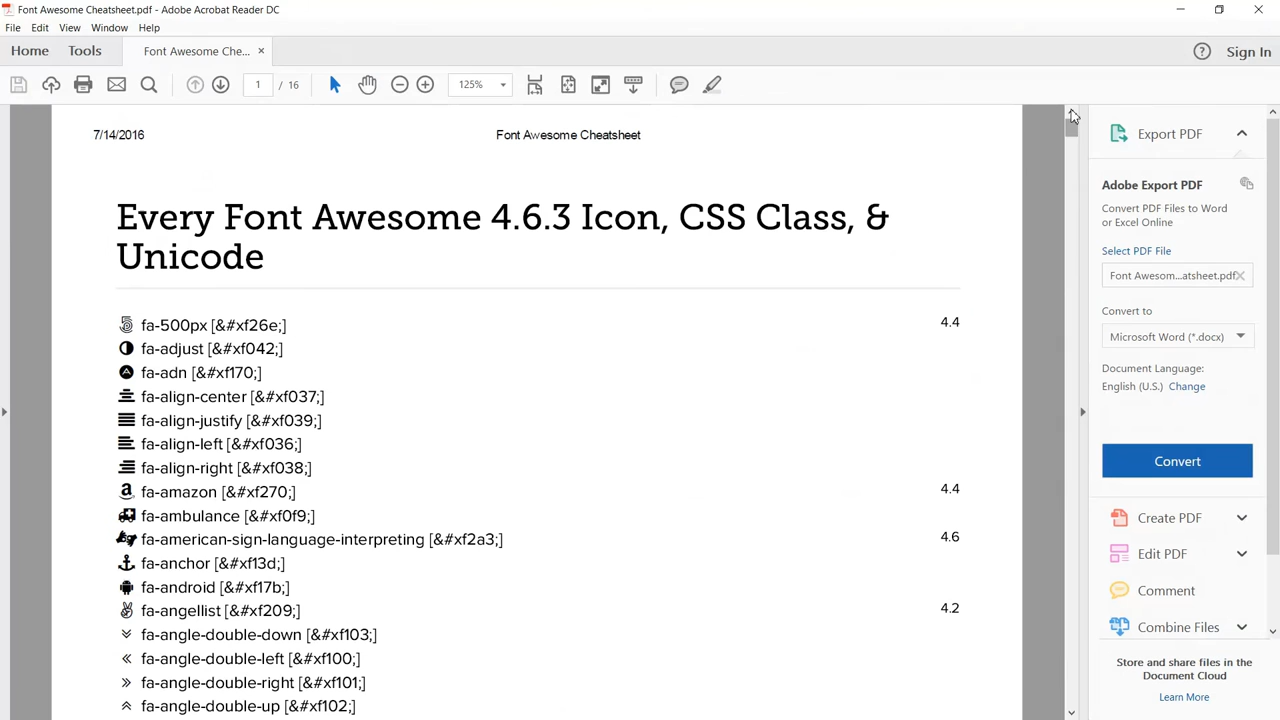 Font Awesome Cheatsheet.pdf - Adobe Acrobat Reader DC
File Edit View Window Help
Home Tools Font Awesome Che... × Sign In
1 / 16 125%
7/14/2016 Font Awesome Cheatsheet
Every Font Awesome 4.6.3 Icon, CSS Class, &
Unicode
fa-500px [&#xf26e;] 4.4
fa-adjust [&#xf042;]
fa-adn [&#xf170;]
fa-align-center [&#xf037;]
fa-align-justify [&#xf039;]
fa-align-left [&#xf036;]
fa-align-right [&#xf038;]
fa-amazon [&#xf270;] 4.4
fa-ambulance [&#xf0f9;]
fa-american-sign-language-interpreting [&#xf2a3;] 4.6
fa-anchor [&#xf13d;]
fa-android [&#xf17b;]
fa-angellist [&#xf209;] 4.2
fa-angle-double-down [&#xf103;]
fa-angle-double-left [&#xf100;]
fa-angle-double-right [&#xf101;]
fa-angle-double-up [&#xf102;]
Export PDF
Adobe Export PDF
Convert PDF Files to Word
or Excel Online
Select PDF File
Font Awesom...atsheet.pdf
Convert to
Microsoft Word (*.docx)
Document Language:
English (U.S.) Change
Convert
Create PDF
Edit PDF
Comment
Combine Files
Store and share files in the
Document Cloud
Learn More